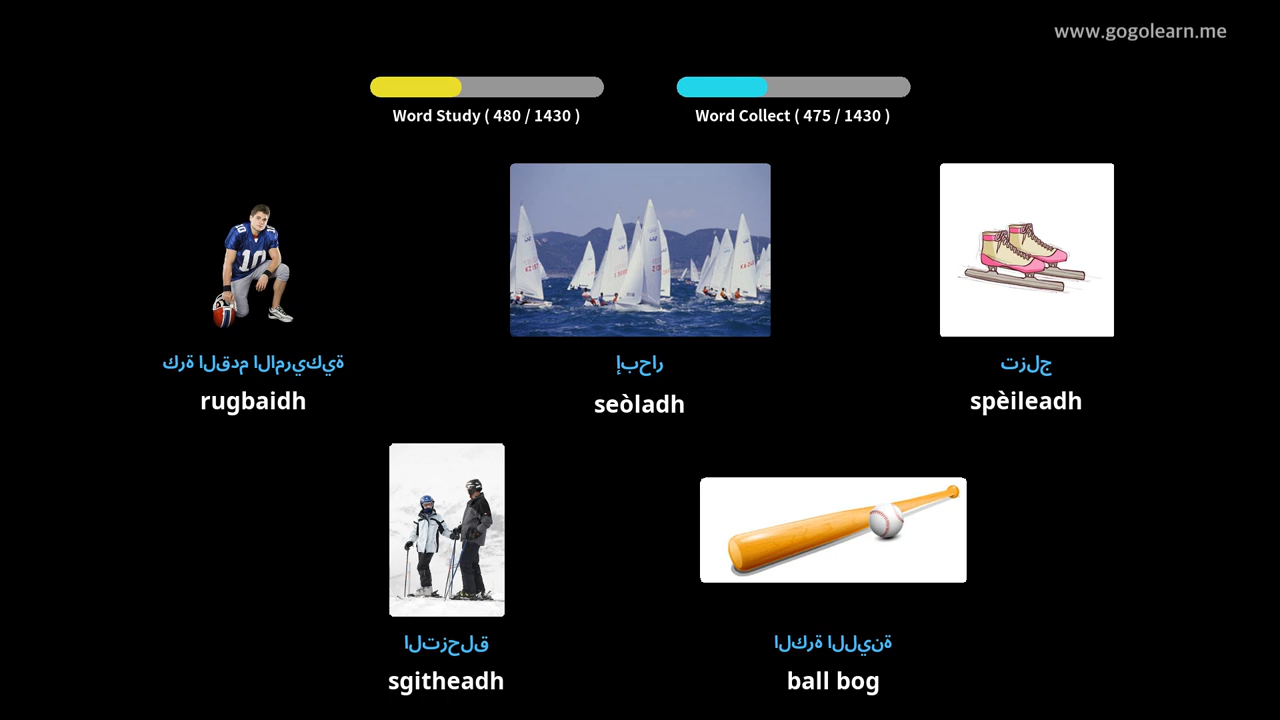 www.gogolearn.me
Word Study ( 480 / 1430 )
Word Collect ( 475 / 1430 )
كرة القدم الامريكية
إبحار
تزلج
rugbaidh
seòladh
spèileadh
التزحلق
الكرة اللينة
sgitheadh
ball bog